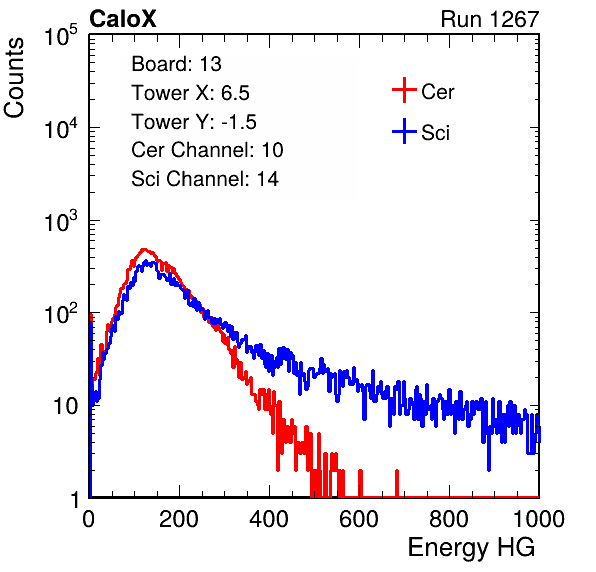 CaloX Run 1267
Counts
10^5
10^4
10^3
10^2
10
1
Board: 13
Tower X: 6.5
Tower Y: -1.5
Cer Channel: 10
Sci Channel: 14
Cer
Sci
0 200 400 600 800 1000
Energy HG